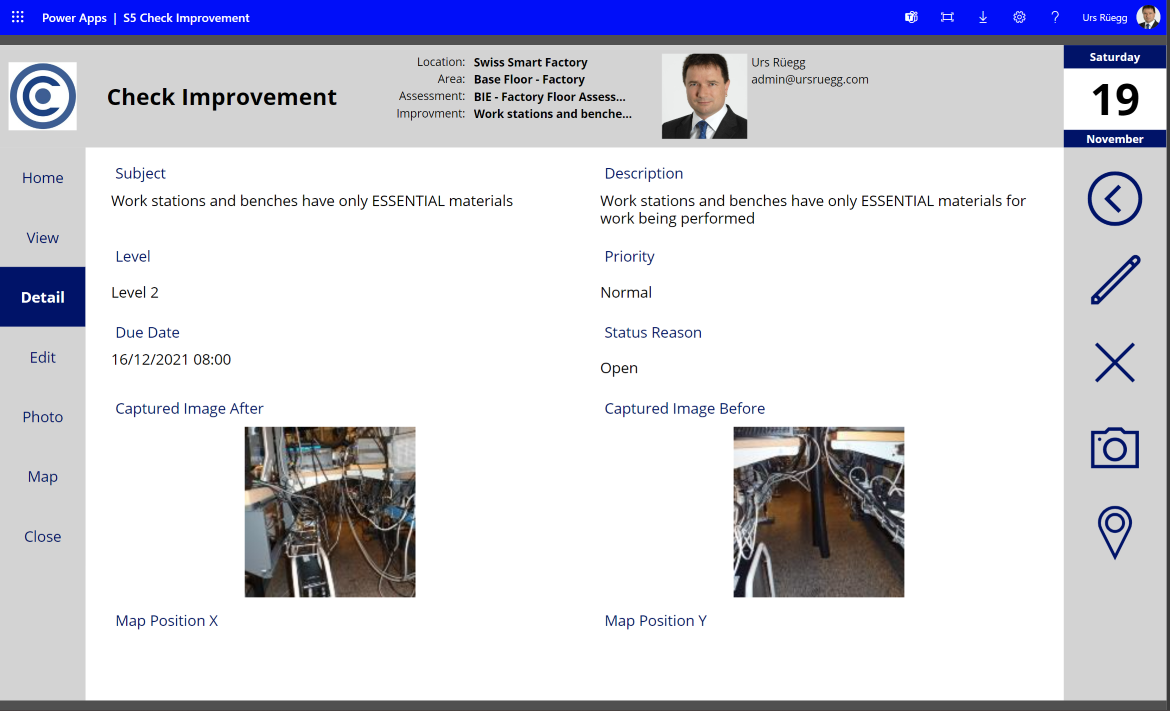 Power Apps | S5 Check Improvement
?
Urs Rüegg
Check Improvement
Location: Swiss Smart Factory
Area: Base Floor - Factory
Assessment: BIE - Factory Floor Assess...
Improvment: Work stations and benche...
Urs Rüegg
admin@ursruegg.com
Saturday
19
November
Home
View
Detail
Edit
Photo
Map
Close
Subject
Work stations and benches have only ESSENTIAL materials
Description
Work stations and benches have only ESSENTIAL materials for
work being performed
Level
Level 2
Priority
Normal
Due Date
16/12/2021 08:00
Status Reason
Open
Captured Image After
Captured Image Before
Map Position X
Map Position Y